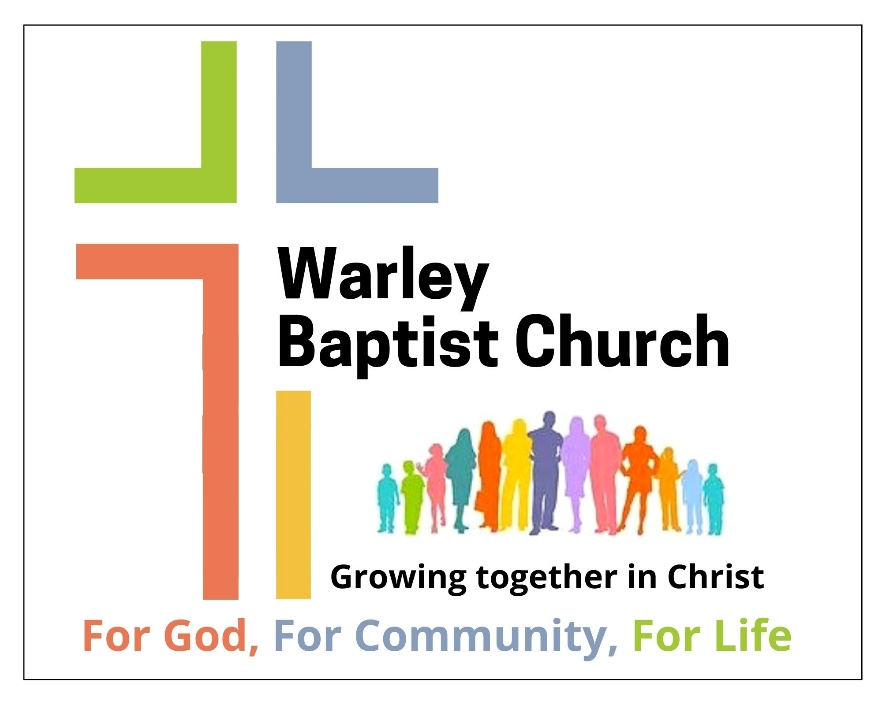 Warley
Baptist Church
Growing together in Christ
For God, For Community, For Life